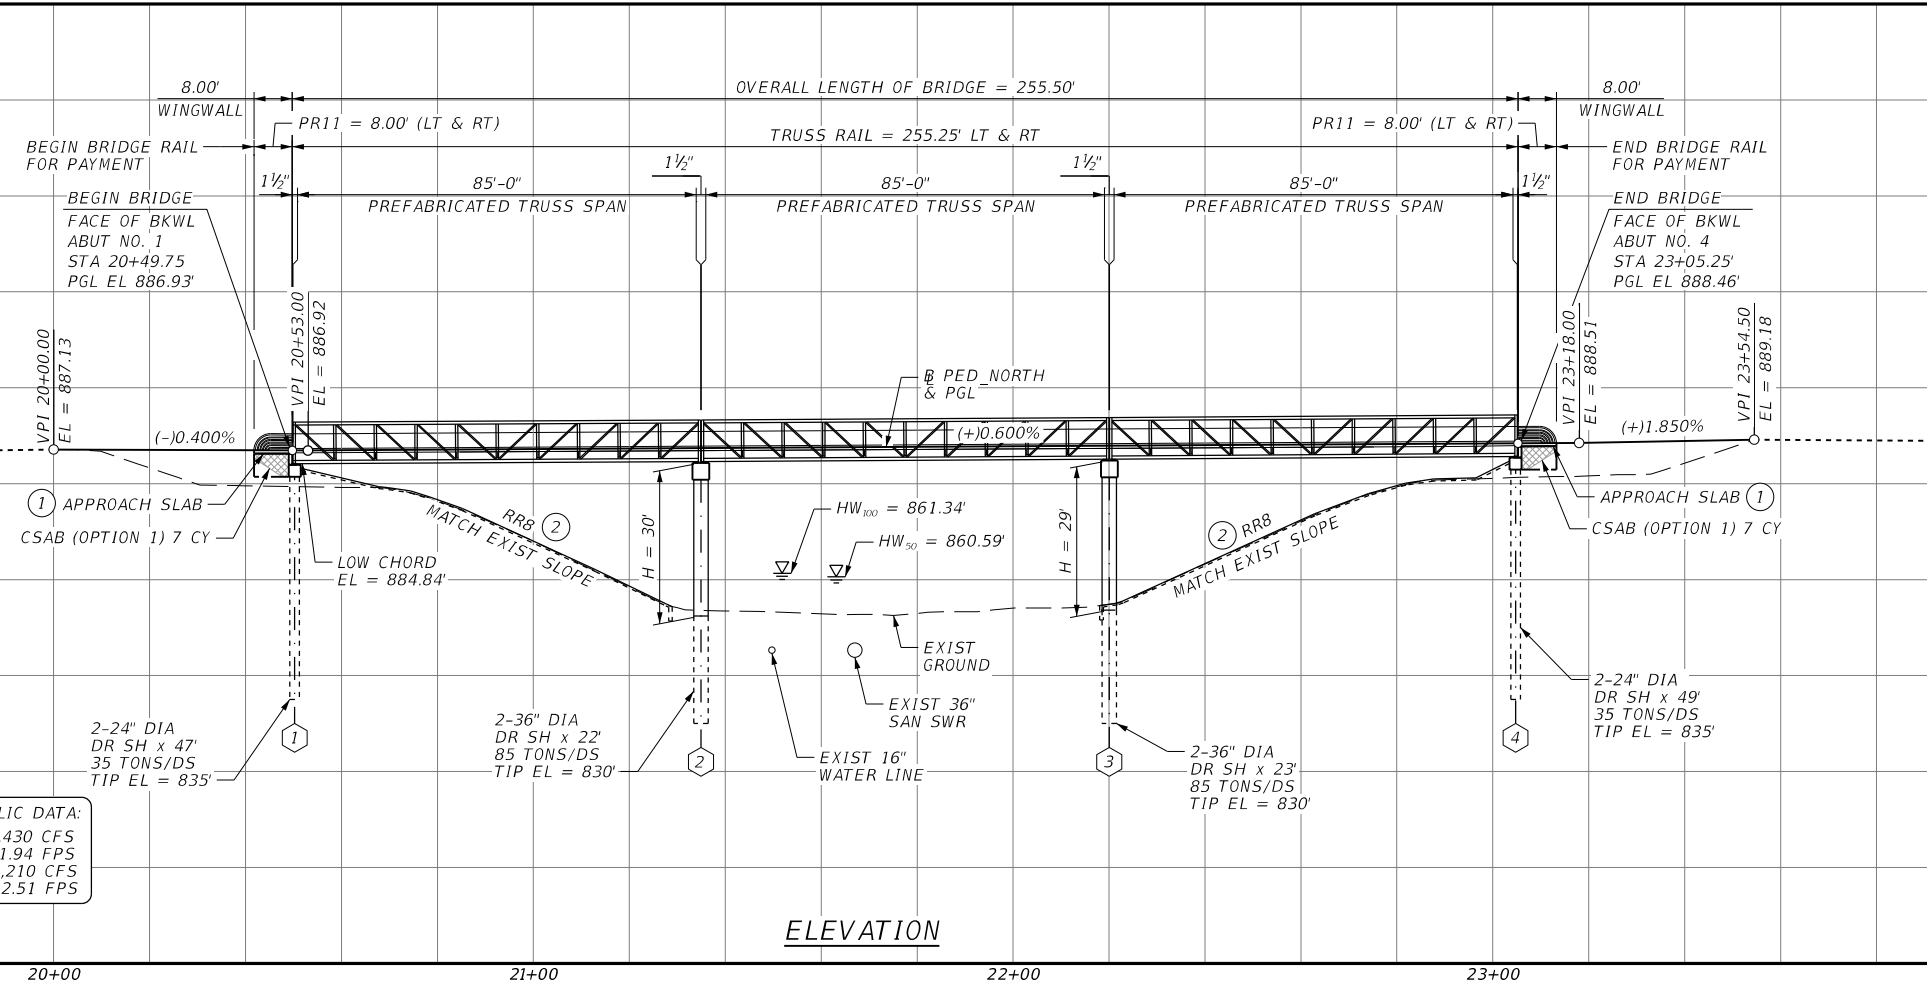 8.00'
WINGWALL
OVERALL LENGTH OF BRIDGE = 255.50'
8.00'
WINGWALL
PR11 = 8.00' (LT & RT)
TRUSS RAIL = 255.25' LT & RT
PR11 = 8.00' (LT & RT)
BEGIN BRIDGE RAIL
FOR PAYMENT
END BRIDGE RAIL
FOR PAYMENT
1½"
85'-0"
PREFABRICATED TRUSS SPAN
1½"
85'-0"
PREFABRICATED TRUSS SPAN
1½"
85'-0"
PREFABRICATED TRUSS SPAN
1½"
BEGIN BRIDGE
FACE OF BKWL
ABUT NO. 1
STA 20+49.75
PGL EL 886.93'
END BRIDGE
FACE OF BKWL
ABUT NO. 4
STA 23+05.25'
PGL EL 888.46'
VPI 20+00.00
EL = 887.13
VPI 20+53.00
EL = 886.92
VPI 23+18.00
EL = 888.51
VPI 23+54.50
EL = 889.18
PED_NORTH
& PGL
(-)0.400%
(+)0.600%
(+)1.850%
1 APPROACH SLAB
CSAB (OPTION 1) 7 CY
LOW CHORD
EL = 884.84'
RR8 2
MATCH EXIST SLOPE
H = 30'
HW100 = 861.34'
HW50 = 860.59'
H = 29'
2 RR8
MATCH EXIST SLOPE
APPROACH SLAB 1
CSAB (OPTION 1) 7 CY
EXIST
GROUND
EXIST 36"
SAN SWR
EXIST 16"
WATER LINE
2-24" DIA
DR SH x 47'
35 TONS/DS
TIP EL = 835'
1
2-36" DIA
DR SH x 22'
85 TONS/DS
TIP EL = 830'
2
3
2-36" DIA
DR SH x 23'
85 TONS/DS
TIP EL = 830'
4
2-24" DIA
DR SH x 49'
35 TONS/DS
TIP EL = 835'
LIC DATA:
430 CFS
1.94 FPS
,210 CFS
2.51 FPS
ELEVATION
20+00
21+00
22+00
23+00